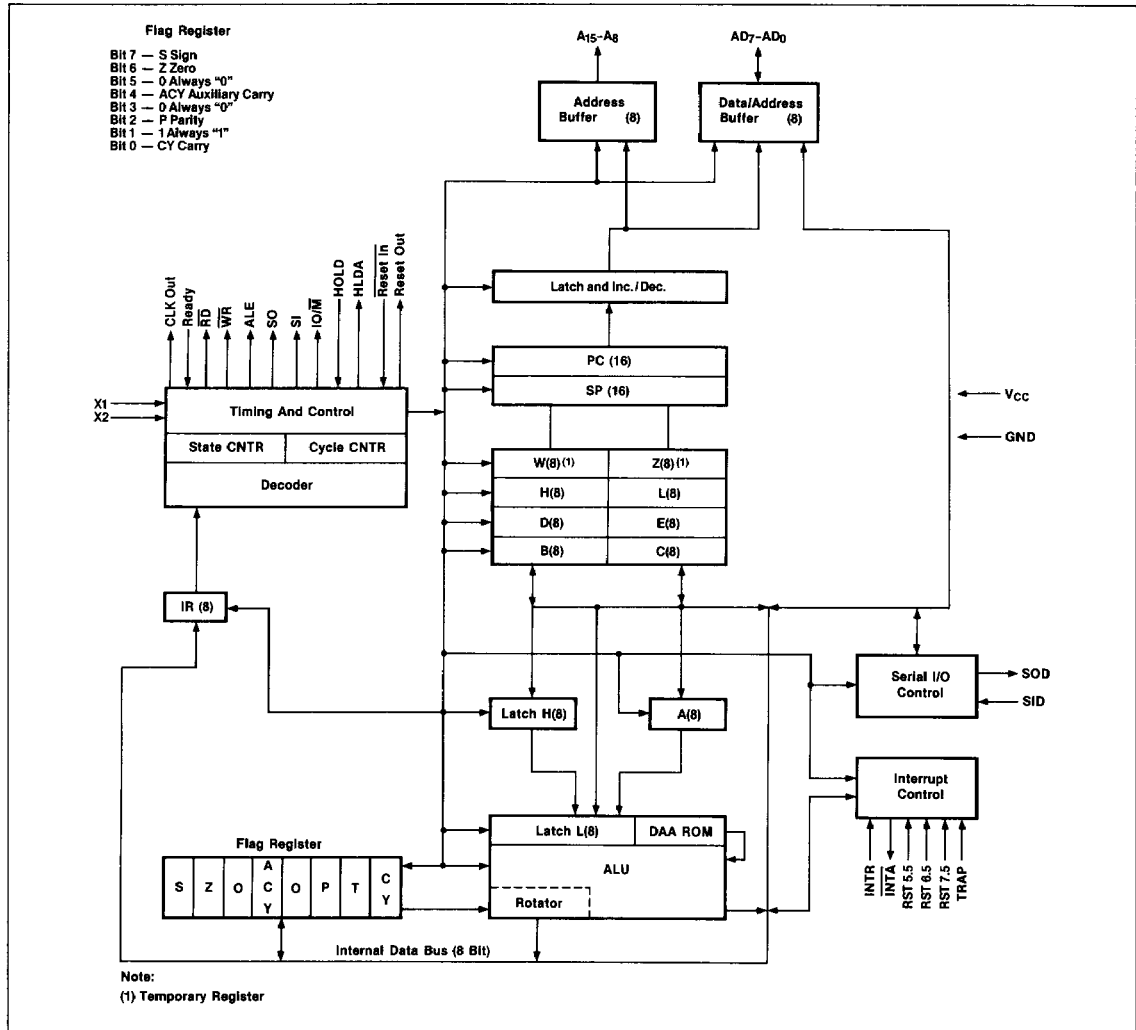 Flag Register
Bit 7 — S Sign
Bit 6 — Z Zero
Bit 5 — 0 Always "0"
Bit 4 — ACY Auxiliary Carry
Bit 3 — 0 Always "0"
Bit 2 — P Parity
Bit 1 — 1 Always "1"
Bit 0 — CY Carry
A15-A8
AD7-AD0
Address Buffer (8)
Data/Address Buffer (8)
CLK Out
Ready
R̅D̅
W̅R̅
ALE
SO
SI
IO/M̅
HOLD
HLDA
R̅e̅s̅e̅t̅ I̅n̅
Reset Out
Latch and Inc./Dec.
PC (16)
SP (16)
X1
X2
Timing And Control
State CNTR
Cycle CNTR
Decoder
VCC
GND
W(8)(1)
Z(8)(1)
H(8)
L(8)
D(8)
E(8)
B(8)
C(8)
IR (8)
Serial I/O Control
SOD
SID
Latch H(8)
A(8)
Interrupt Control
INTR
I̅N̅T̅A̅
RST 5.5
RST 6.5
RST 7.5
TRAP
Latch L(8)
DAA ROM
ALU
Rotator
Flag Register
S Z O ACY O P T CY
Internal Data Bus (8 Bit)
Note:
(1) Temporary Register